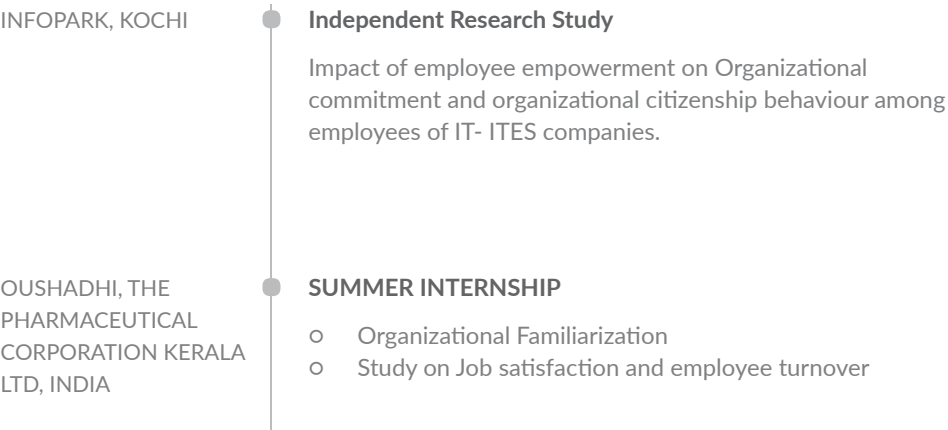 INFOPARK, KOCHI
Independent Research Study
Impact of employee empowerment on Organizational
commitment and organizational citizenship behaviour among
employees of IT- ITES companies.
OUSHADHI, THE
PHARMACEUTICAL
CORPORATION KERALA
LTD, INDIA
SUMMER INTERNSHIP
Organizational Familiarization
Study on Job satisfaction and employee turnover